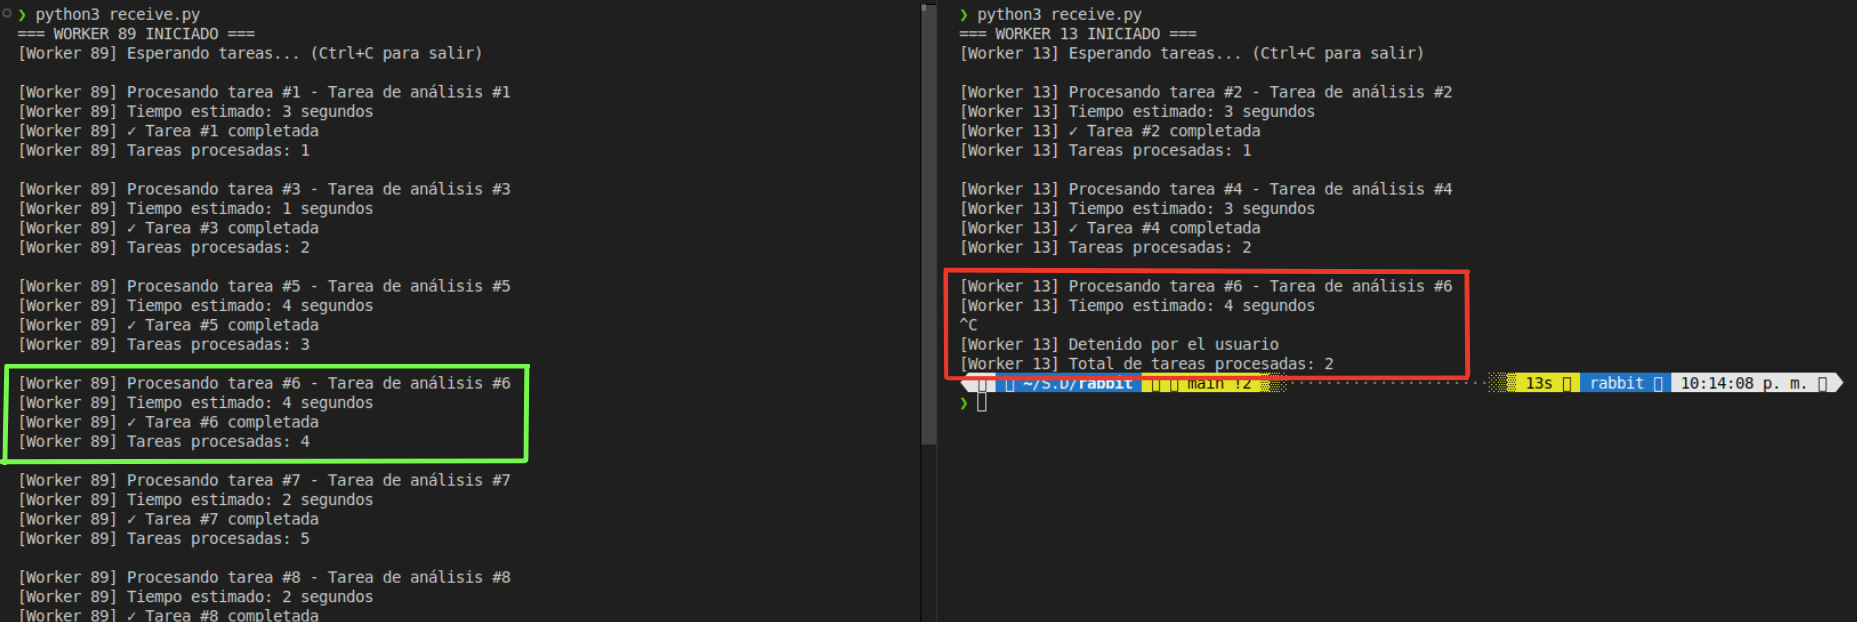 ❯ python3 receive.py
=== WORKER 89 INICIADO ===
[Worker 89] Esperando tareas... (Ctrl+C para salir)
[Worker 89] Procesando tarea #1 - Tarea de análisis #1
[Worker 89] Tiempo estimado: 3 segundos
[Worker 89] ✓ Tarea #1 completada
[Worker 89] Tareas procesadas: 1
[Worker 89] Procesando tarea #3 - Tarea de análisis #3
[Worker 89] Tiempo estimado: 1 segundos
[Worker 89] ✓ Tarea #3 completada
[Worker 89] Tareas procesadas: 2
[Worker 89] Procesando tarea #5 - Tarea de análisis #5
[Worker 89] Tiempo estimado: 4 segundos
[Worker 89] ✓ Tarea #5 completada
[Worker 89] Tareas procesadas: 3
[Worker 89] Procesando tarea #6 - Tarea de análisis #6
[Worker 89] Tiempo estimado: 4 segundos
[Worker 89] ✓ Tarea #6 completada
[Worker 89] Tareas procesadas: 4
[Worker 89] Procesando tarea #7 - Tarea de análisis #7
[Worker 89] Tiempo estimado: 2 segundos
[Worker 89] ✓ Tarea #7 completada
[Worker 89] Tareas procesadas: 5
[Worker 89] Procesando tarea #8 - Tarea de análisis #8
[Worker 89] Tiempo estimado: 2 segundos
[Worker 89] ✓ Tarea #8 completada
❯ python3 receive.py
=== WORKER 13 INICIADO ===
[Worker 13] Esperando tareas... (Ctrl+C para salir)
[Worker 13] Procesando tarea #2 - Tarea de análisis #2
[Worker 13] Tiempo estimado: 3 segundos
[Worker 13] ✓ Tarea #2 completada
[Worker 13] Tareas procesadas: 1
[Worker 13] Procesando tarea #4 - Tarea de análisis #4
[Worker 13] Tiempo estimado: 3 segundos
[Worker 13] ✓ Tarea #4 completada
[Worker 13] Tareas procesadas: 2
[Worker 13] Procesando tarea #6 - Tarea de análisis #6
[Worker 13] Tiempo estimado: 4 segundos
^C
[Worker 13] Detenido por el usuario
[Worker 13] Total de tareas procesadas: 2
~/S.D/rabbit main !2 13s rabbit 10:14:08 p. m.
❯